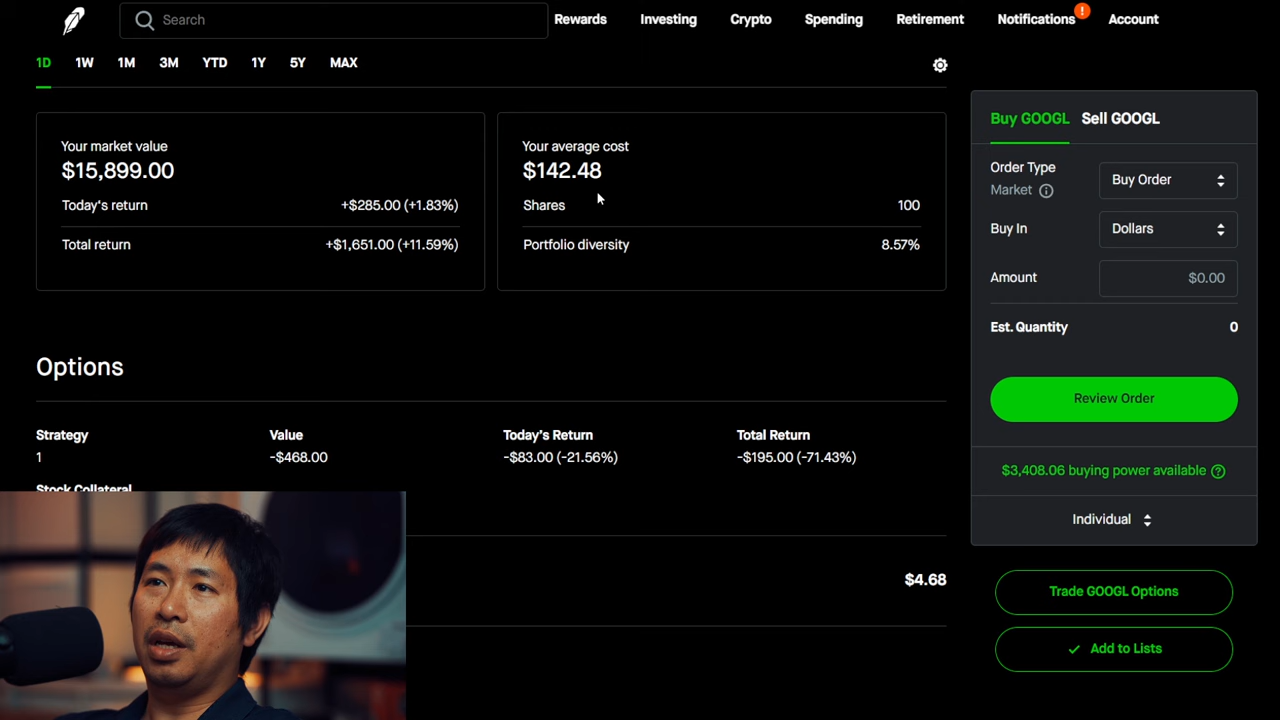 Search
Rewards
Investing
Crypto
Spending
Retirement
Notifications
!
Account
1D 1W 1M 3M YTD 1Y 5Y MAX
Your market value
$15,899.00
Today's return +$285.00 (+1.83%)
Total return +$1,651.00 (+11.59%)
Your average cost
$142.48
Shares 100
Portfolio diversity 8.57%
Options
Strategy Value Today's Return Total Return
1 -$468.00 -$83.00 (-21.56%) -$195.00 (-71.43%)
Stock Collateral
$4.68
Buy GOOGL Sell GOOGL
Order Type
Market
Buy Order
Buy In Dollars
Amount $0.00
Est. Quantity 0
Review Order
$3,408.06 buying power available ?
Individual
Trade GOOGL Options
Add to Lists